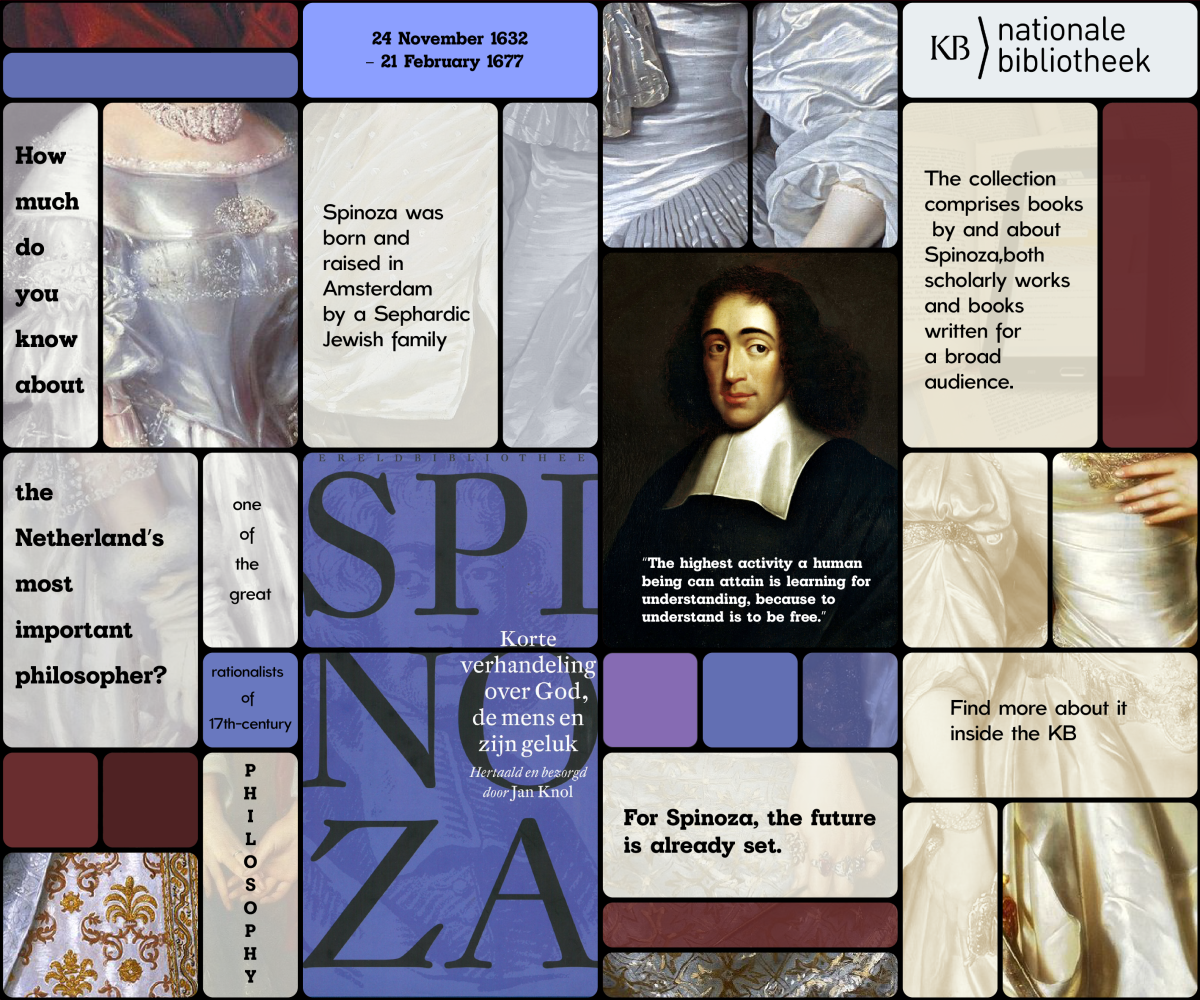 24 November 1632
– 21 February 1677
KB
nationale
bibliotheek
How
much
do
you
know
about
the
Netherland's
most
important
philosopher?
one
of
the
great
rationalists
of
17th-century
PHILOSOPHY
Spinoza was
born and
raised in
Amsterdam
by a Sephardic
Jewish family
ERELDBIBLIOTHEE
SPI
NO
ZA
Korte
verhandeling
over God,
de mens en
zijn geluk
Hertaald en bezorgd
door Jan Knol
"The highest activity a human
being can attain is learning for
understanding, because to
understand is to be free."
For Spinoza, the future
is already set.
The collection
comprises books
by and about
Spinoza,both
scholarly works
and books
written for
a broad
audience.
Find more about it
inside the KB